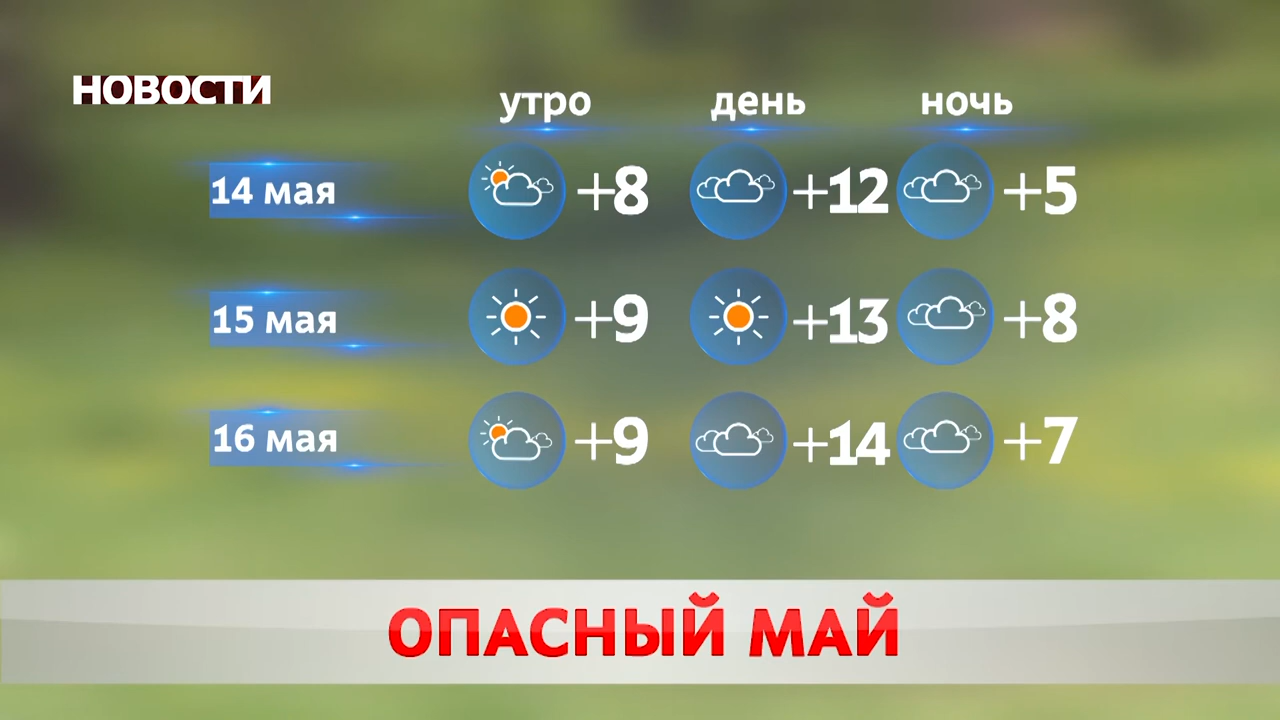 НОВОСТИ
утро день ночь
14 мая +8 +12 +5
15 мая +9 +13 +8
16 мая +9 +14 +7
ОПАСНЫЙ МАЙ